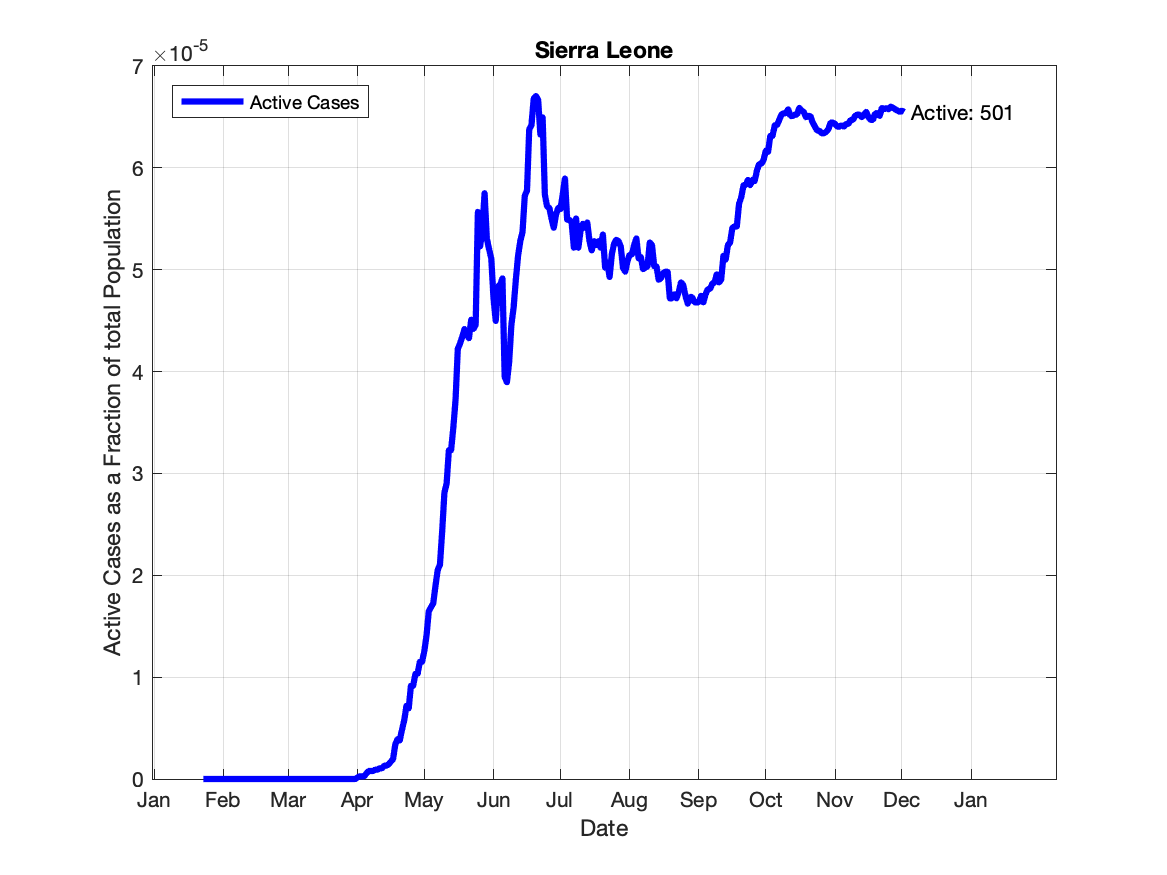 Sierra Leone
×10-5
Active Cases
Active: 501
7
6
5
4
3
2
1
0
Active Cases as a Fraction of total Population
Jan Feb Mar Apr May Jun Jul Aug Sep Oct Nov Dec Jan
Date